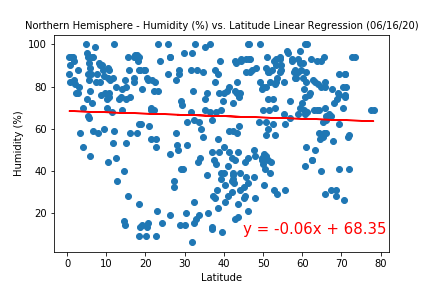 Northern Hemisphere - Humidity (%) vs. Latitude Linear Regression (06/16/20)
100
80
60
40
20
Humidity (%)
y = -0.06x + 68.35
0 10 20 30 40 50 60 70 80
Latitude